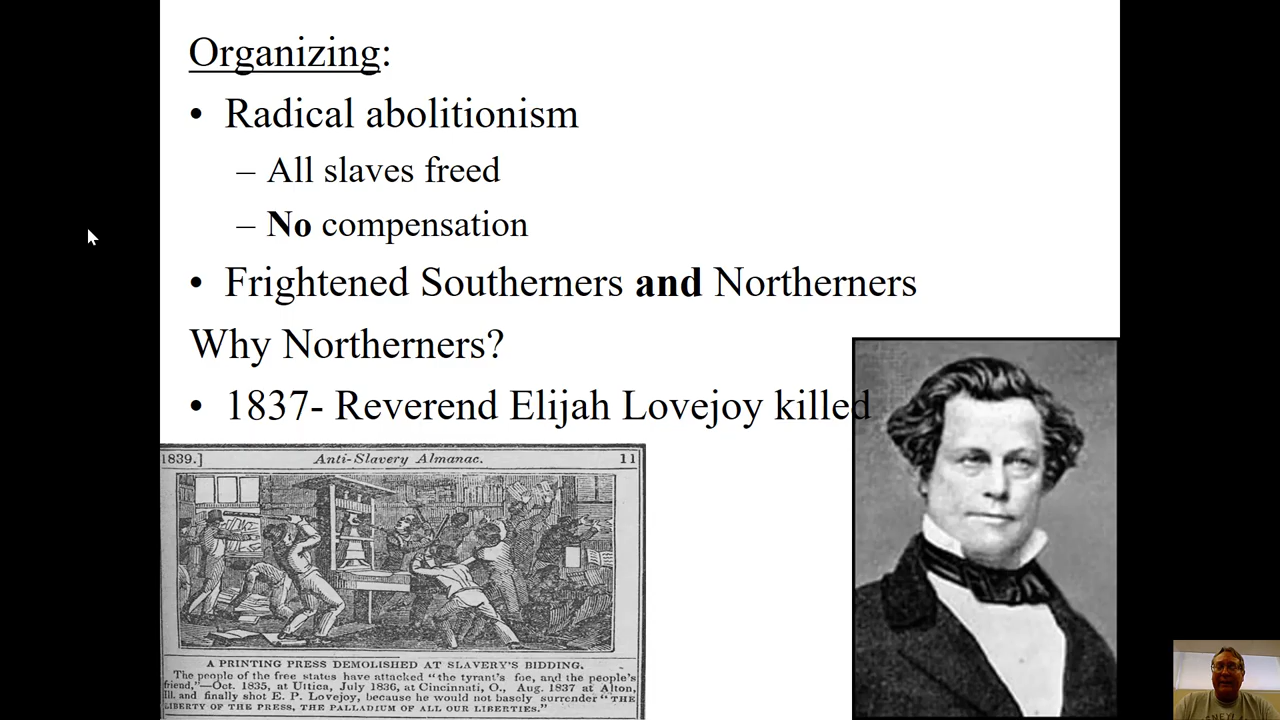 Organizing:
• Radical abolitionism
– All slaves freed
– No compensation
• Frightened Southerners and Northerners
Why Northerners?
• 1837- Reverend Elijah Lovejoy killed
1839.] Anti-Slavery Almanac. 11
A PRINTING PRESS DEMOLISHED AT SLAVERY'S BIDDING.
The people of the free states have attacked "the tyrant's foe, and the people's
friend,"—Oct. 1835, at Utica, July 1836, at Cincinnati, O., Aug. 1837 at Alton,
Ill. and finally shot E. P. Lovejoy, because he would not basely surrender "THE
LIBERTY OF THE PRESS, THE PALLADIUM OF ALL OUR LIBERTIES."